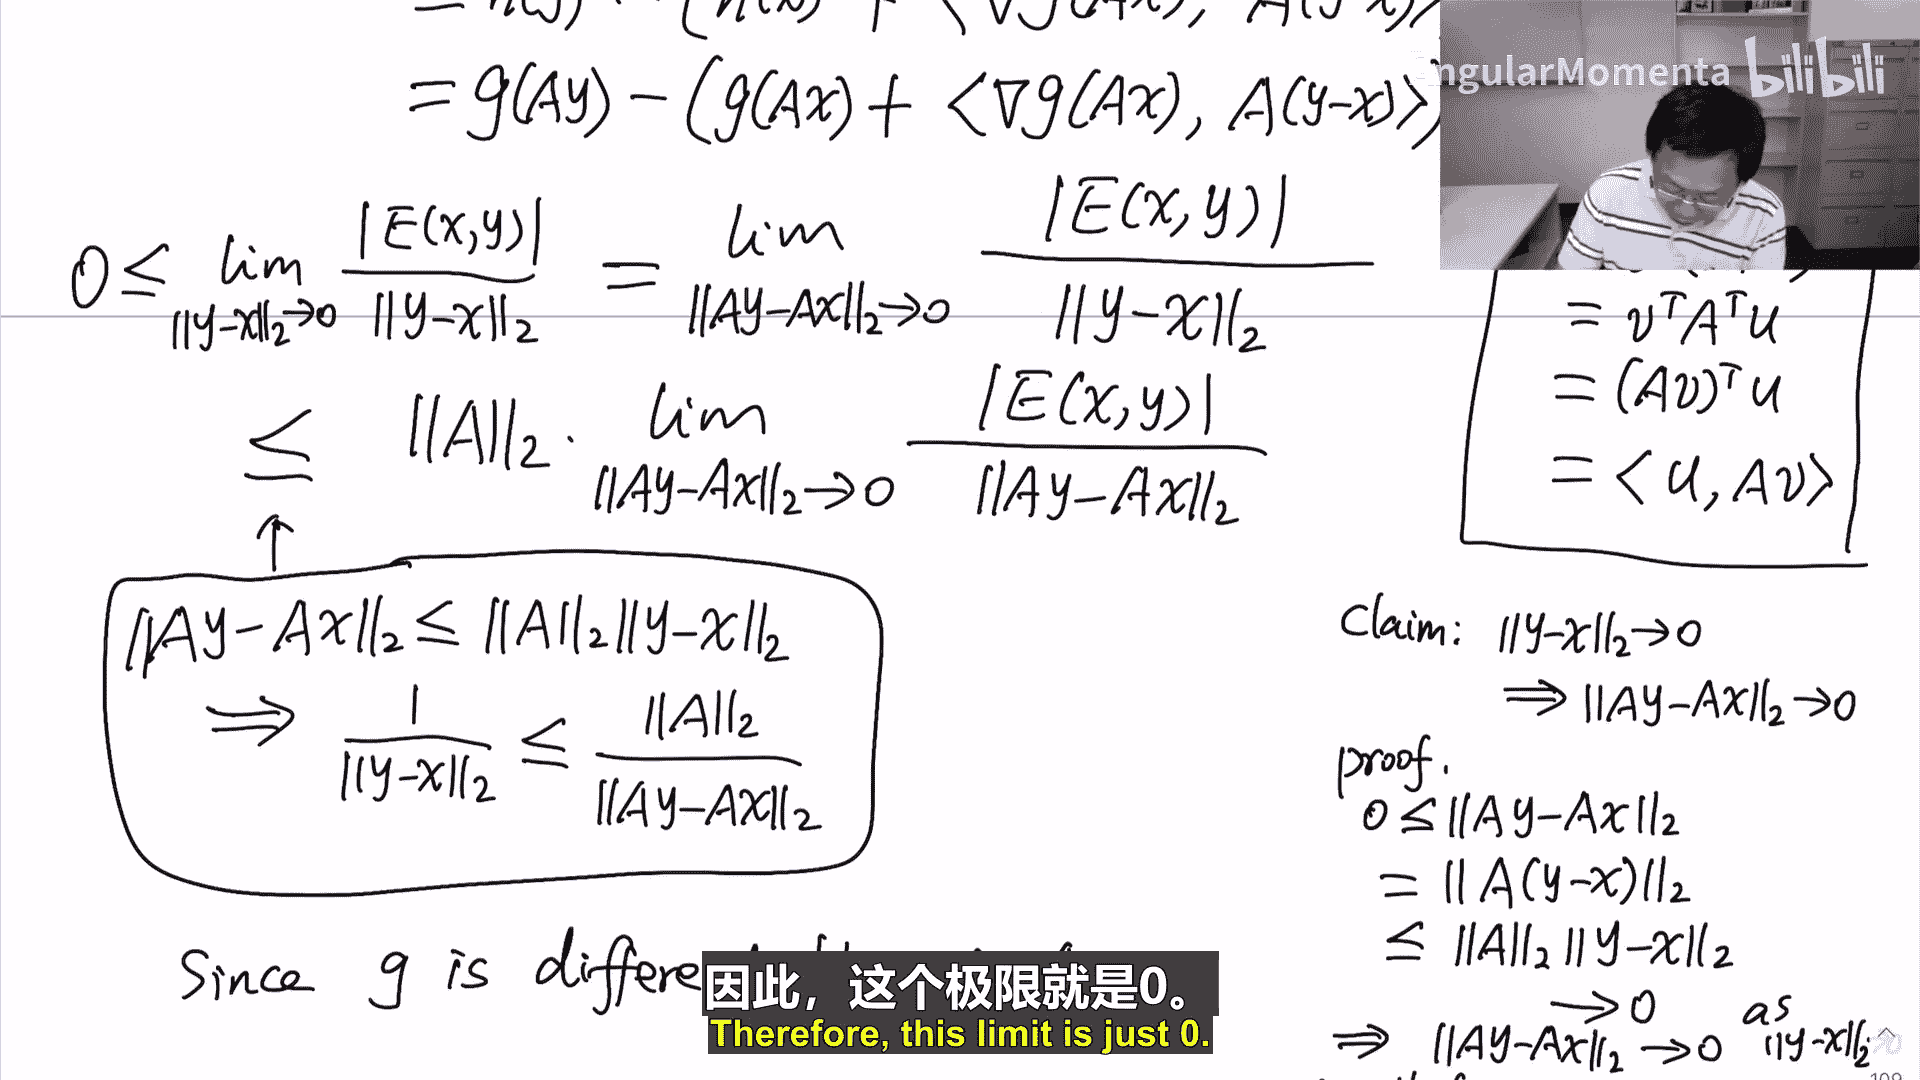 = g(Ay) - (g(Ax) + <∇g(Ax), A(y-x)>)
ngularMomenta bilibili
0 ≤ lim |E(x,y)| / ||y-x||₂ = lim |E(x,y)| / ||y-x||₂
||y-x||₂→0 ||Ay-Ax||₂→0
≤ ||A||₂ · lim |E(x,y)| / ||Ay-Ax||₂
||Ay-Ax||₂→0
↑
||Ay-Ax||₂ ≤ ||A||₂||y-x||₂
⇒ 1 / ||y-x||₂ ≤ ||A||₂ / ||Ay-Ax||₂
Since g is differe
= vᵀAᵀu
= (Av)ᵀu
= <u, Av>
Claim: ||y-x||₂→0
⇒ ||Ay-Ax||₂→0
proof.
0 ≤ ||Ay-Ax||₂
= ||A(y-x)||₂
≤ ||A||₂||y-x||₂
→0 as
⇒ ||Ay-Ax||₂→0 ||y-x||₂
因此，这个极限就是0。
Therefore, this limit is just 0.